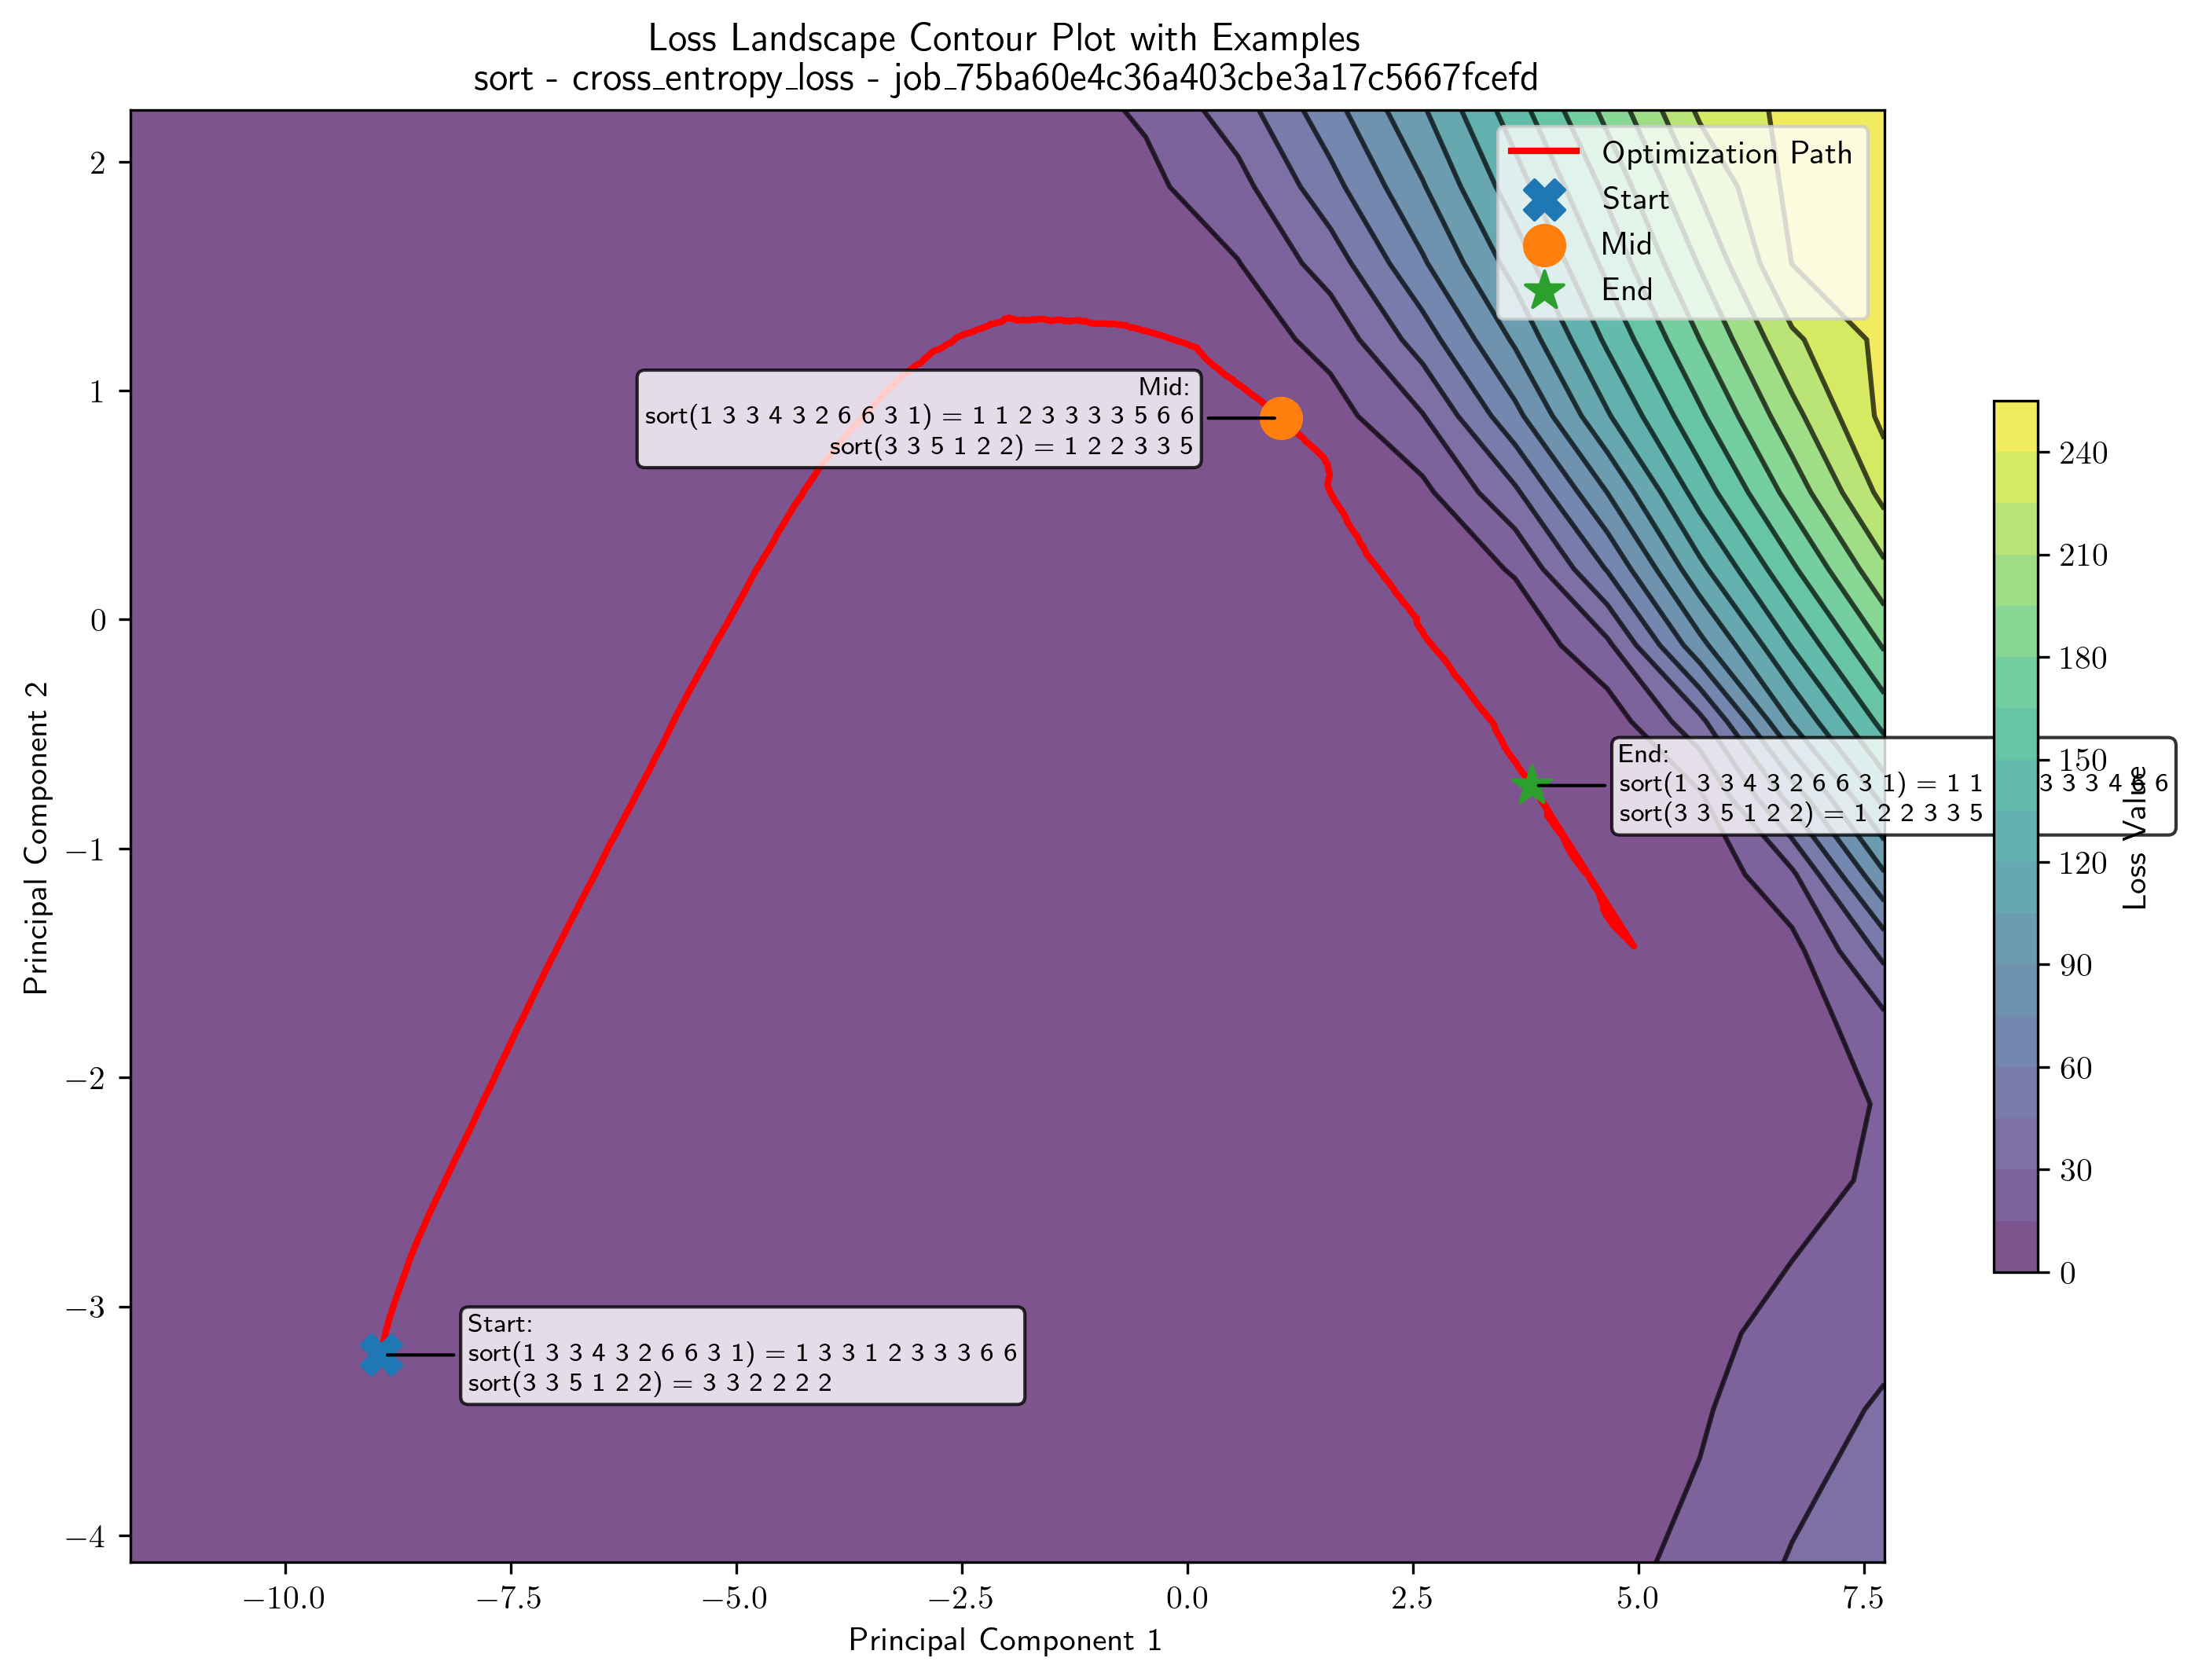 Loss Landscape Contour Plot with Examples
sort - cross_entropy_loss - job_75ba60e4c36a403cbe3a17c5667fcefd
Optimization Path
Start
Mid
End
Mid:
sort(1 3 3 4 3 2 6 6 3 1) = 1 1 2 3 3 3 3 5 6 6
sort(3 3 5 1 2 2) = 1 2 2 3 3 5
End:
sort(1 3 3 4 3 2 6 6 3 1) = 1 1 3 3 3 4 6 6
sort(3 3 5 1 2 2) = 1 2 2 3 3 5
Start:
sort(1 3 3 4 3 2 6 6 3 1) = 1 3 3 1 2 3 3 3 6 6
sort(3 3 5 1 2 2) = 3 3 2 2 2 2
2
1
0
−1
−2
−3
−4
Principal Component 2
−10.0 −7.5 −5.0 −2.5 0.0 2.5 5.0 7.5
Principal Component 1
240
210
180
150
120
90
60
30
0
Loss Value